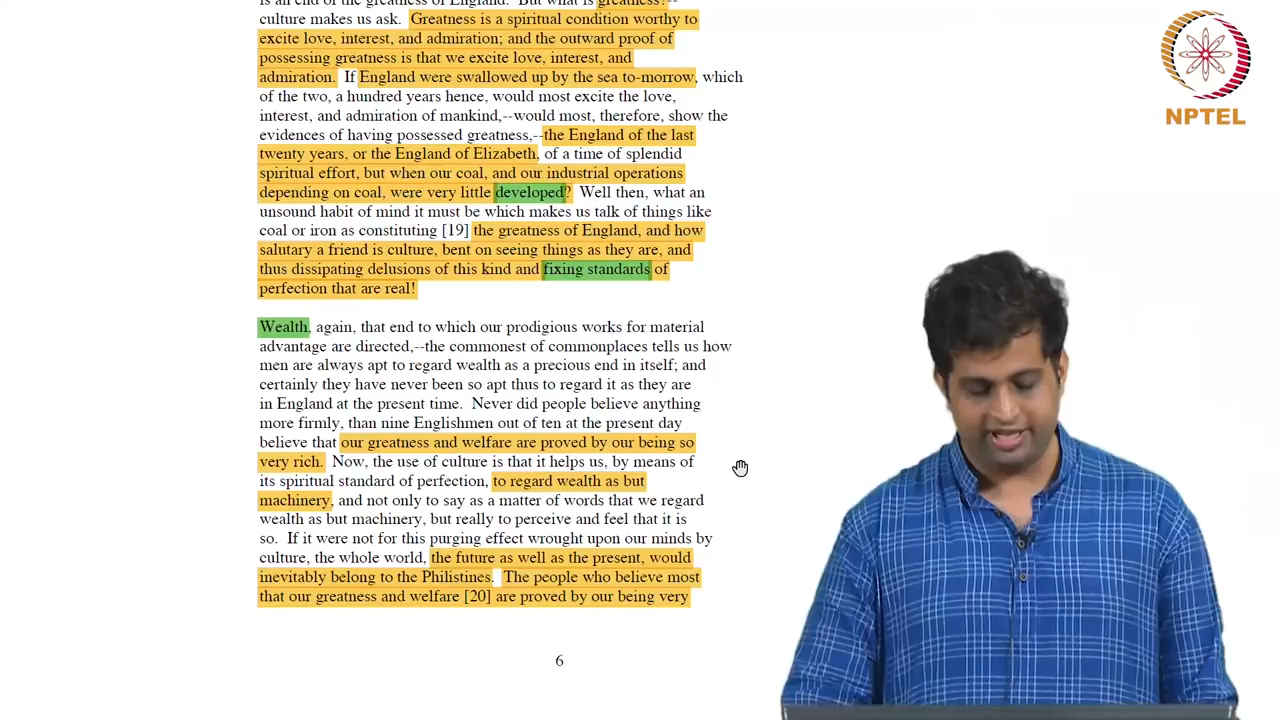 is an end of the greatness of England.  But what is greatness?--
culture makes us ask.  Greatness is a spiritual condition worthy to
excite love, interest, and admiration; and the outward proof of
possessing greatness is that we excite love, interest, and
admiration.  If England were swallowed up by the sea to-morrow, which
of the two, a hundred years hence, would most excite the love,
interest, and admiration of mankind,--would most, therefore, show the
evidences of having possessed greatness,--the England of the last
twenty years, or the England of Elizabeth, of a time of splendid
spiritual effort, but when our coal, and our industrial operations
depending on coal, were very little developed?  Well then, what an
unsound habit of mind it must be which makes us talk of things like
coal or iron as constituting [19] the greatness of England, and how
salutary a friend is culture, bent on seeing things as they are, and
thus dissipating delusions of this kind and fixing standards of
perfection that are real!
Wealth, again, that end to which our prodigious works for material
advantage are directed,--the commonest of commonplaces tells us how
men are always apt to regard wealth as a precious end in itself; and
certainly they have never been so apt thus to regard it as they are
in England at the present time.  Never did people believe anything
more firmly, than nine Englishmen out of ten at the present day
believe that our greatness and welfare are proved by our being so
very rich.  Now, the use of culture is that it helps us, by means of
its spiritual standard of perfection, to regard wealth as but
machinery, and not only to say as a matter of words that we regard
wealth as but machinery, but really to perceive and feel that it is
so.  If it were not for this purging effect wrought upon our minds by
culture, the whole world, the future as well as the present, would
inevitably belong to the Philistines.  The people who believe most
that our greatness and welfare [20] are proved by our being very
6
NPTEL